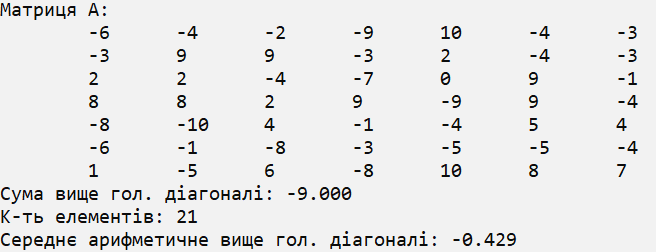 Матриця А:
-6 -4 -2 -9 10 -4 -3
-3 9 9 -3 2 -4 -3
2 2 -4 -7 0 9 -1
8 8 2 9 -9 9 -4
-8 -10 4 -1 -4 5 4
-6 -1 -8 -3 -5 -5 -4
1 -5 6 -8 10 8 7
Сума вище гол. діагоналі: -9.000
К-ть елементів: 21
Середнє арифметичне вище гол. діагоналі: -0.429